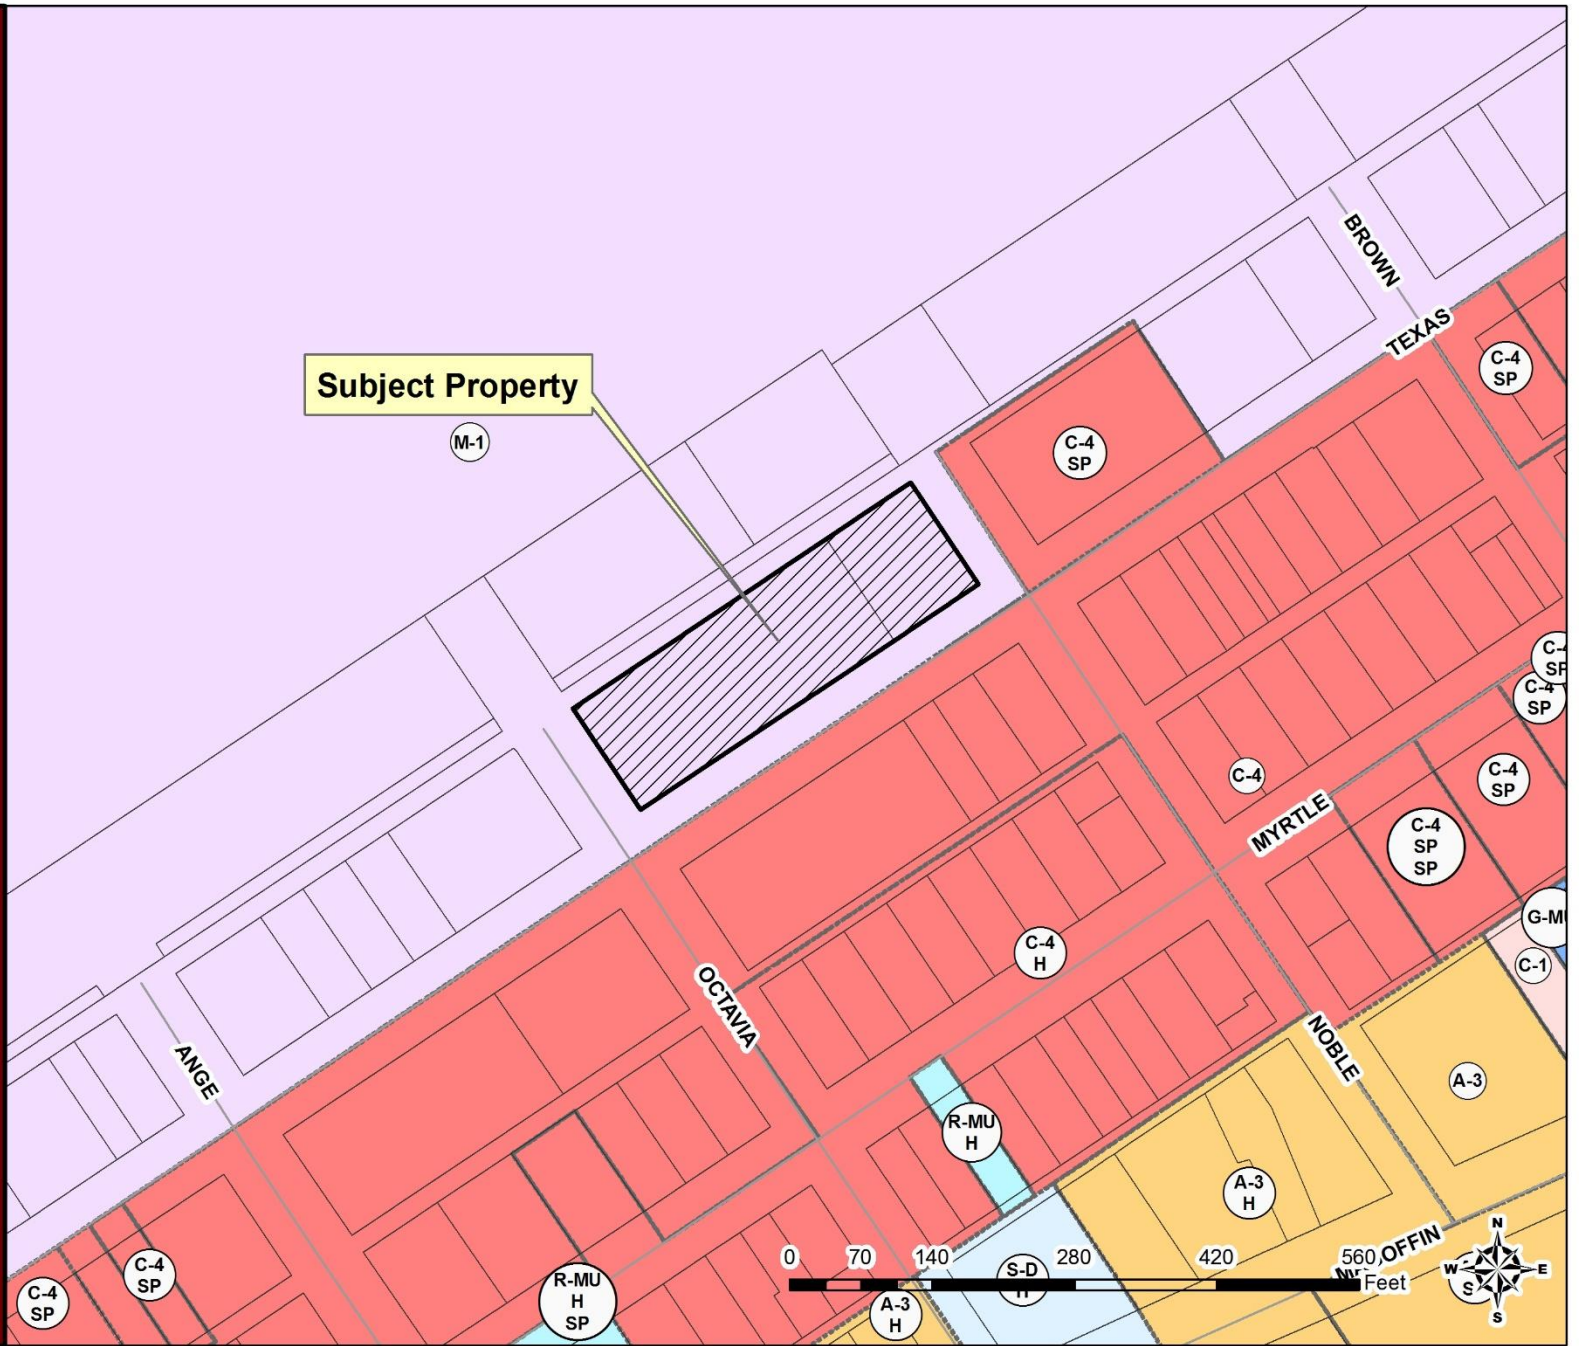 BROWN
TEXAS
C-4
SP
Subject Property
M-1
C-4
SP
C-4
SP
C-4
SP
C-4
C-4
SP
MYRTLE
C-4
SP
SP
G-MU
C-1
C-4
H
OCTAVIA
NOBLE
ANGE
A-3
R-MU
H
A-3
H
OFFIN
N
W E
S
0 70 140 280 420 560
Feet
S-D
H
C-4
SP
C-4
SP
R-MU
H
SP
A-3
H